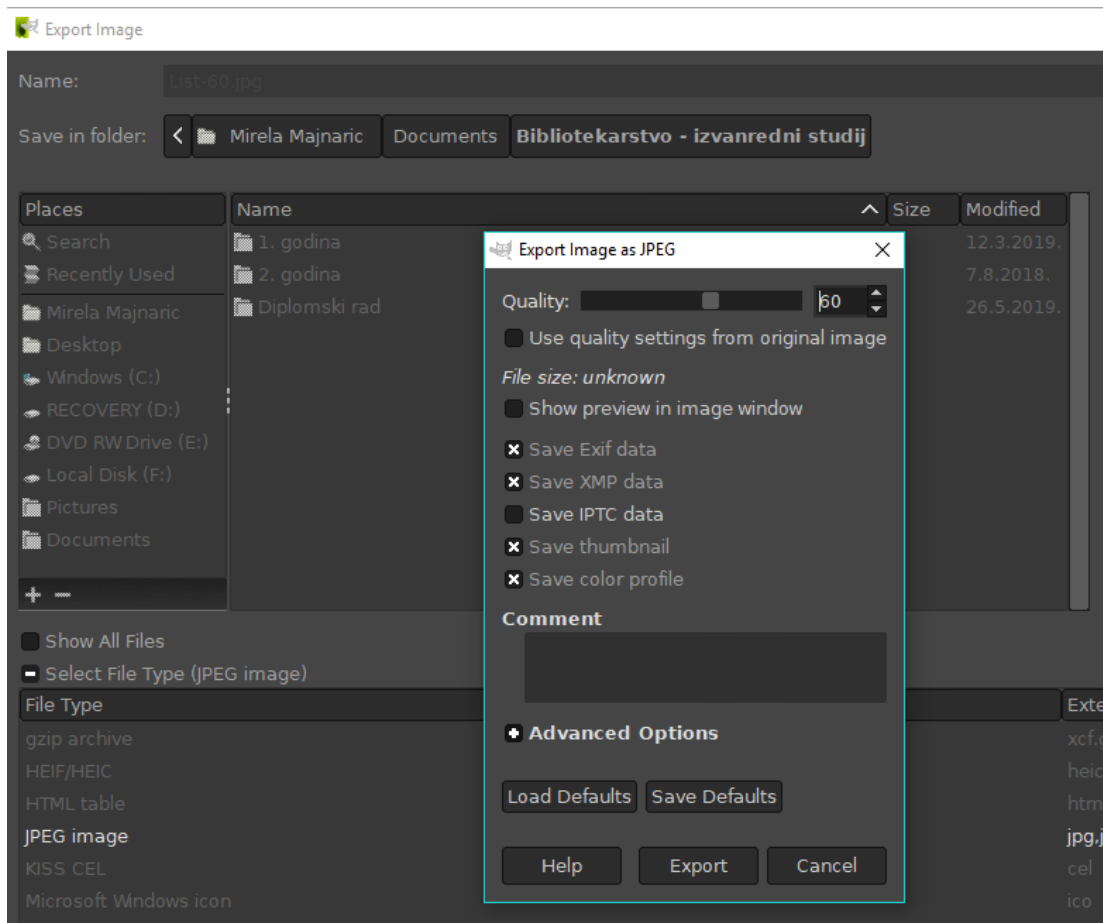 Export Image
Name: List-60.jpg
Save in folder: Mirela Majnaric Documents Bibliotekarstvo - izvanredni studij
Places Name Size Modified
Search 1. godina 12.3.2019.
Recently Used 2. godina 7.8.2018.
Mirela Majnaric Diplomski rad 26.5.2019.
Desktop
Windows (C:)
RECOVERY (D:)
DVD RW Drive (E:)
Local Disk (F:)
Pictures
Documents
Export Image as JPEG
Quality: 60
Use quality settings from original image
File size: unknown
Show preview in image window
Save Exif data
Save XMP data
Save IPTC data
Save thumbnail
Save color profile
Comment
Advanced Options
Load Defaults Save Defaults
Help Export Cancel
Show All Files
Select File Type (JPEG image)
File Type
gzip archive
HEIF/HEIC
HTML table
JPEG image
KISS CEL cel
Microsoft Windows icon ico